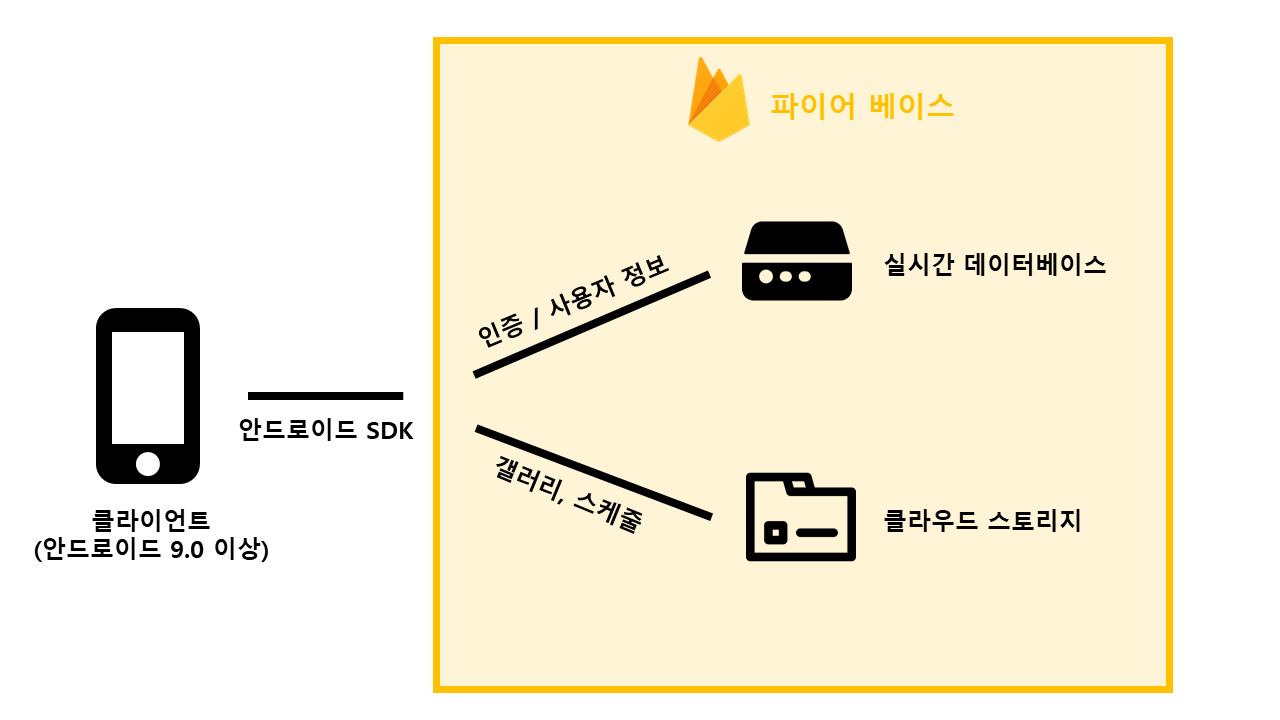 파이어 베이스
인증 / 사용자 정보
실시간 데이터베이스
안드로이드 SDK
갤러리, 스케줄
클라이언트
(안드로이드 9.0 이상)
클라우드 스토리지